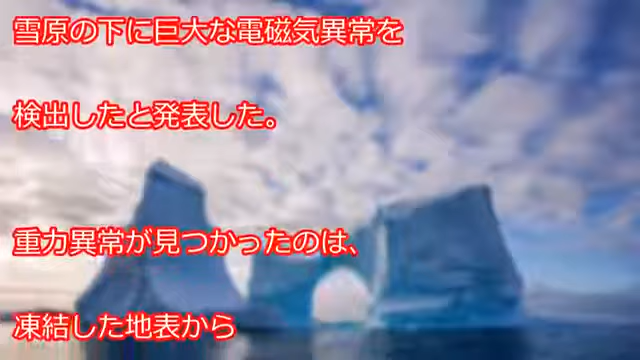 雪原の下に巨大な電磁気異常を
検出したと発表した。
重力異常が見つかったのは、
凍結した地表から